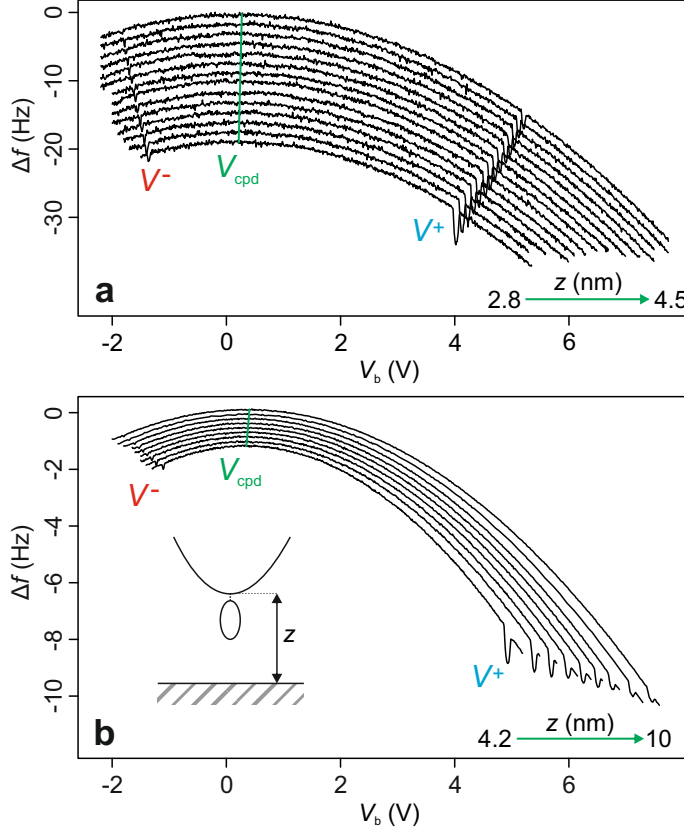 0
-10
-20
-30
Δf (Hz)
V⁻
V_cpd
V⁺
a
z (nm)
2.8
4.5
-2
0
2
4
6
V_b (V)
0
-2
-4
-6
-8
-10
Δf (Hz)
V⁻
V_cpd
z
V⁺
b
z (nm)
4.2
10
-2
0
2
4
6
V_b (V)